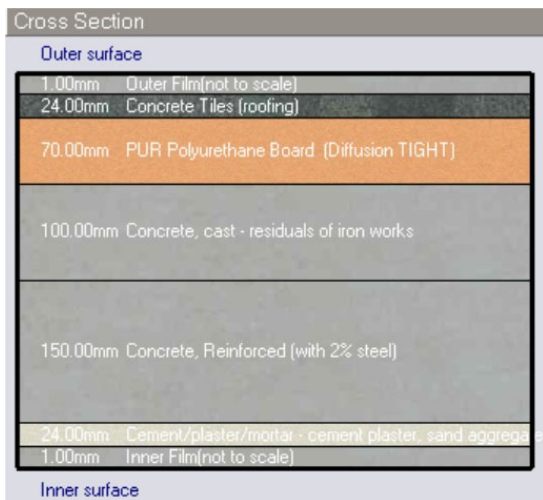 Cross Section
Outer surface
1.00mm Outer Film(not to scale)
24.00mm Concrete Tiles (roofing)
70.00mm PUR Polyurethane Board (Diffusion TIGHT)
100.00mm Concrete, cast - residuals of iron works
150.00mm Concrete, Reinforced (with 2% steel)
24.00mm Cement/plaster/mortar - cement plaster, sand aggregate
1.00mm Inner Film(not to scale)
Inner surface